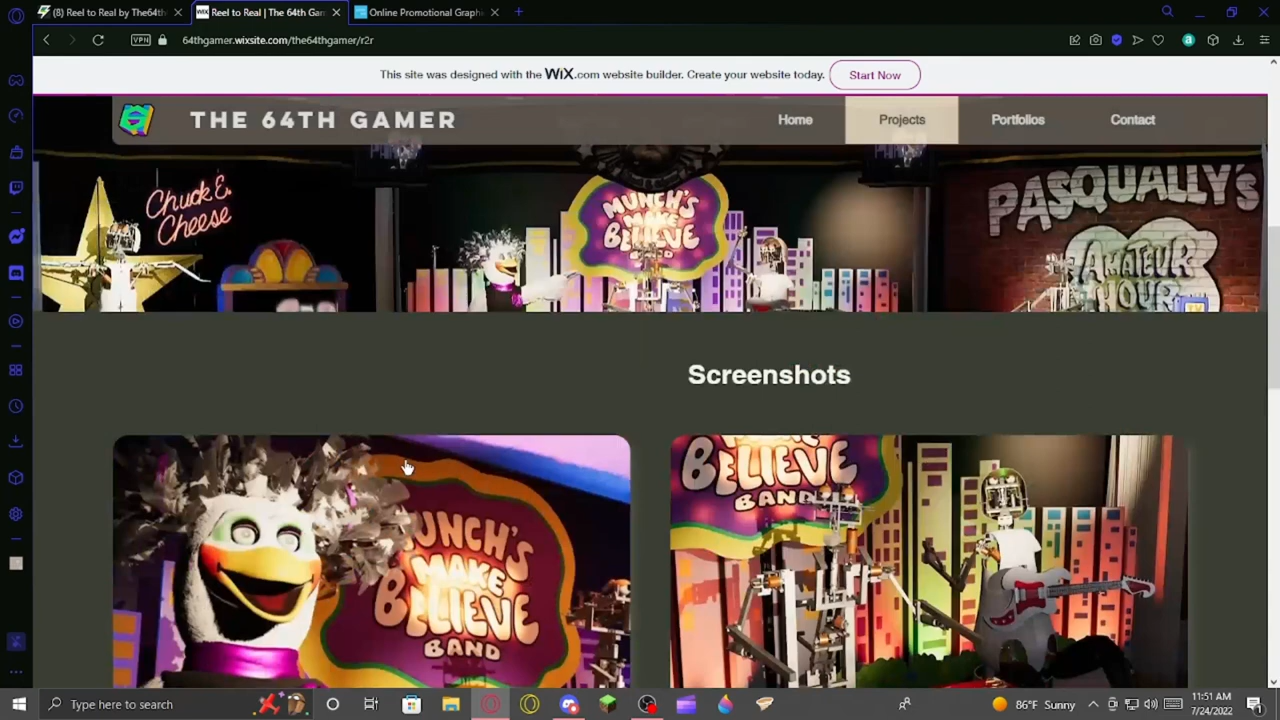 (8) Reel to Real by The64th
Reel to Real | The 64th Gam
Online Promotional Graphi
VPN
64thgamer.wixsite.com/the64thgamer/r2r
This site was designed with the WiX.com website builder. Create your website today.
Start Now
THE 64TH GAMER
Home
Projects
Portfolios
Contact
Chuck E.
Cheese
MUNCH'S
MAKE
BELIEVE
BAND
PASQUALLY'S
AMATEUR
HOUR
TV
Screenshots
MUNCH'S
MAKE
BELIEVE
BAND
BELIEVE
BAND
Type here to search
86°F Sunny
11:51 AM
7/24/2022
1